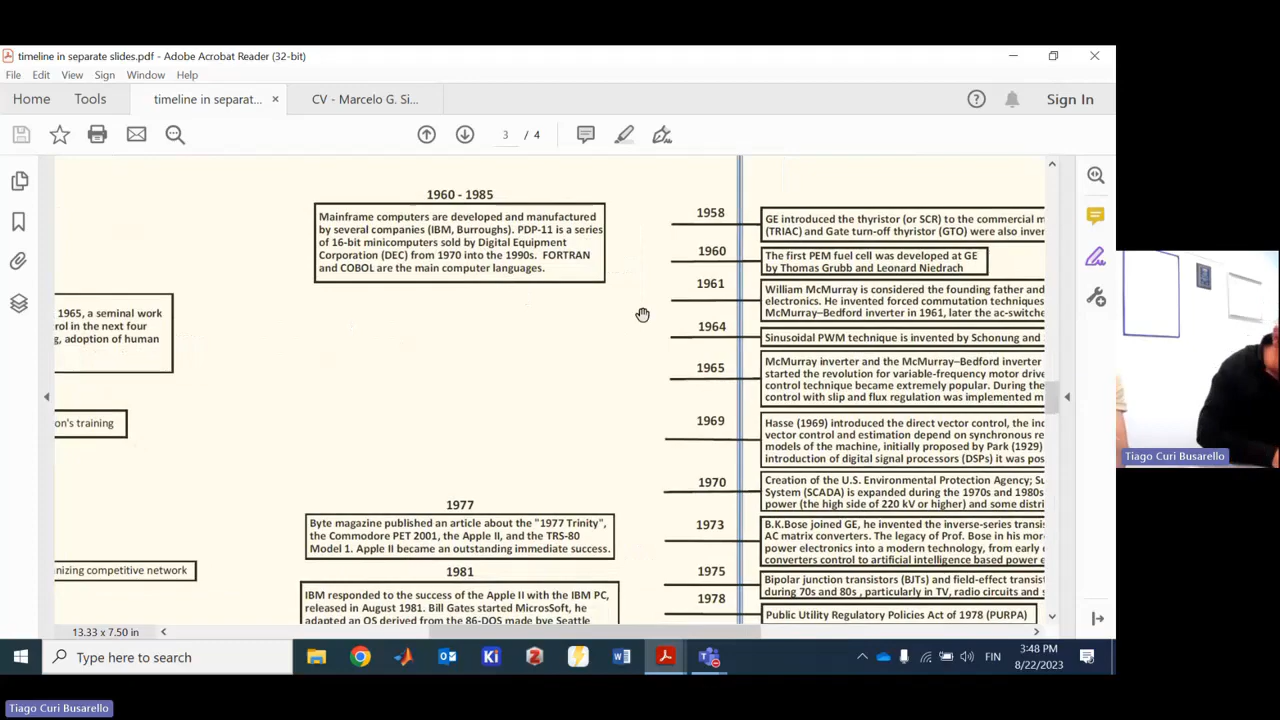 timeline in separate slides.pdf - Adobe Acrobat Reader (32-bit)
File Edit View Sign Window Help
Home Tools timeline in separat... × CV - Marcelo G. Si... Sign In
3 / 4
1960 - 1985
Mainframe computers are developed and manufactured
by several companies (IBM, Burroughs). PDP-11 is a series
of 16-bit minicomputers sold by Digital Equipment
Corporation (DEC) from 1970 into the 1990s. FORTRAN
and COBOL are the main computer languages.
1965, a seminal work
rol in the next four
g, adoption of human
on's training
nizing competitive network
1977
Byte magazine published an article about the "1977 Trinity",
the Commodore PET 2001, the Apple II, and the TRS-80
Model 1. Apple II became an outstanding immediate success.
1981
IBM responded to the success of the Apple II with the IBM PC,
released in August 1981. Bill Gates started MicrosSoft, he
adapted an OS derived from the 86-DOS made bye Seattle
1958
GE introduced the thyristor (or SCR) to the commercial m
(TRIAC) and Gate turn-off thyristor (GTO) were also inven
1960
The first PEM fuel cell was developed at GE
by Thomas Grubb and Leonard Niedrach
1961
William McMurray is considered the founding father and
electronics. He invented forced commutation techniques
McMurray–Bedford inverter in 1961, later the ac-switche
1964
Sinusoidal PWM technique is invented by Schonung and
1965
McMurray inverter and the McMurray–Bedford inverter
started the revolution for variable-frequency motor drive
control technique became extremely popular. During the
control with slip and flux regulation was implemented m
1969
Hasse (1969) introduced the direct vector control, the ind
vector control and estimation depend on synchronous re
models of the machine, initially proposed by Park (1929)
introduction of digital signal processors (DSPs) it was pos
1970
Creation of the U.S. Environmental Protection Agency; Su
System (SCADA) is expanded during the 1970s and 1980s
power (the high side of 220 kV or higher) and some distri
1973
B.K.Bose joined GE, he invented the inverse-series transis
AC matrix converters. The legacy of Prof. Bose in his mor
power electronics into a modern technology, from early
converters control to artificial intelligence based power e
1975
Bipolar junction transistors (BJTs) and field-effect transist
during 70s and 80s , particularly in TV, radio circuits and s
1978
Public Utility Regulatory Policies Act of 1978 (PURPA)
13.33 x 7.50 in
Type here to search
Ki
FIN
3:48 PM
8/22/2023
Tiago Curi Busarello
Tiago Curi Busarello